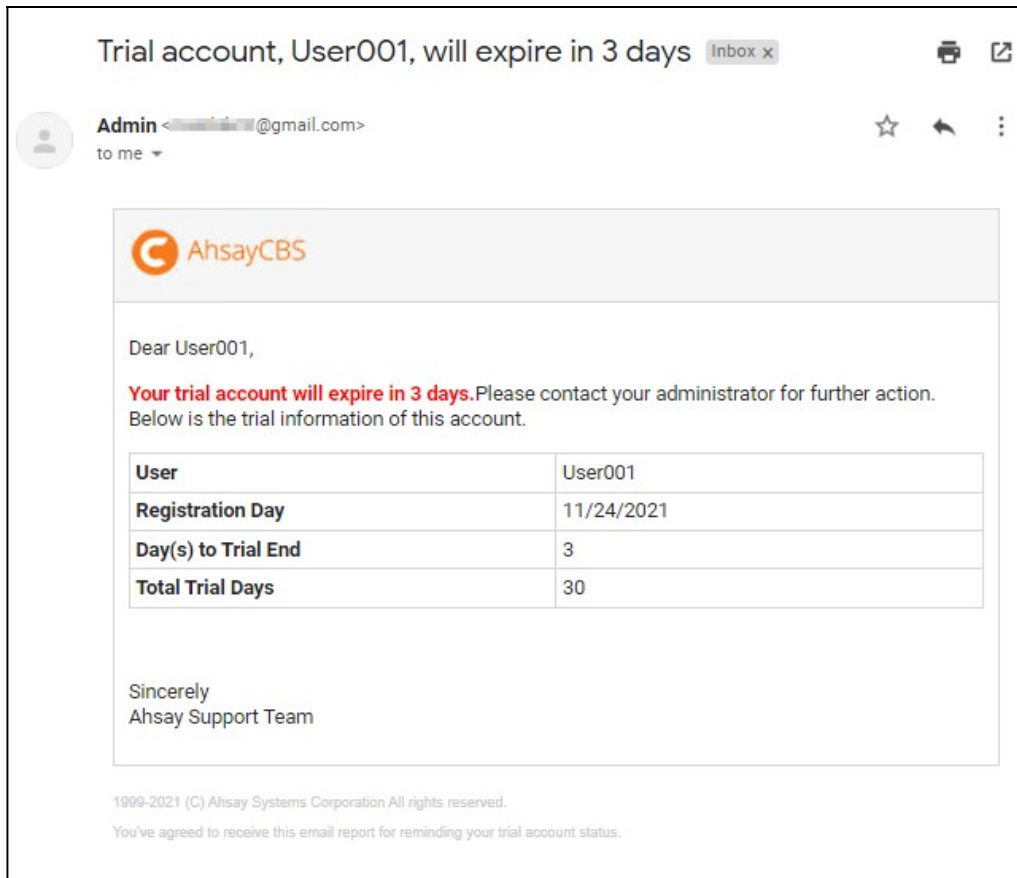 Trial account, User001, will expire in 3 days Inbox x
Admin < @gmail.com>
to me
AhsayCBS
Dear User001,
Your trial account will expire in 3 days.Please contact your administrator for further action.
Below is the trial information of this account.
User User001
Registration Day 11/24/2021
Day(s) to Trial End 3
Total Trial Days 30
Sincerely
Ahsay Support Team
1999-2021 (C) Ahsay Systems Corporation All rights reserved.
You've agreed to receive this email report for reminding your trial account status.